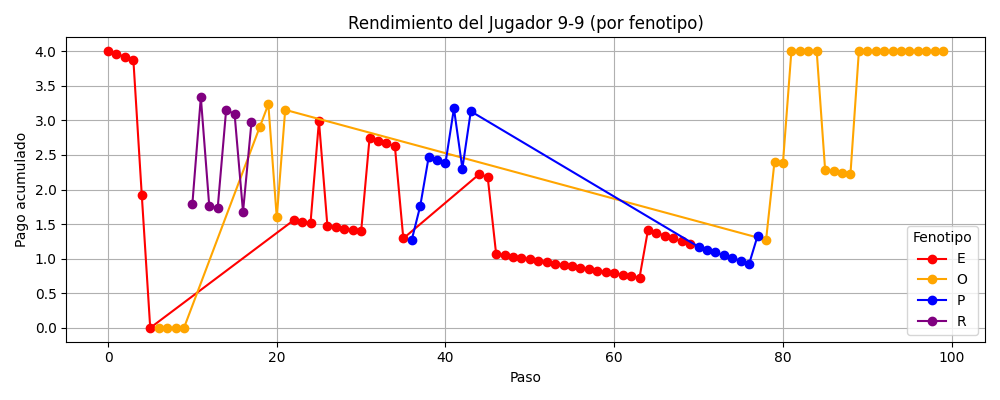 Rendimiento del Jugador 9-9 (por fenotipo)
Pago acumulado
4.0
3.5
3.0
2.5
2.0
1.5
1.0
0.5
0.0
Fenotipo
E
O
P
R
0 20 40 60 80 100
Paso